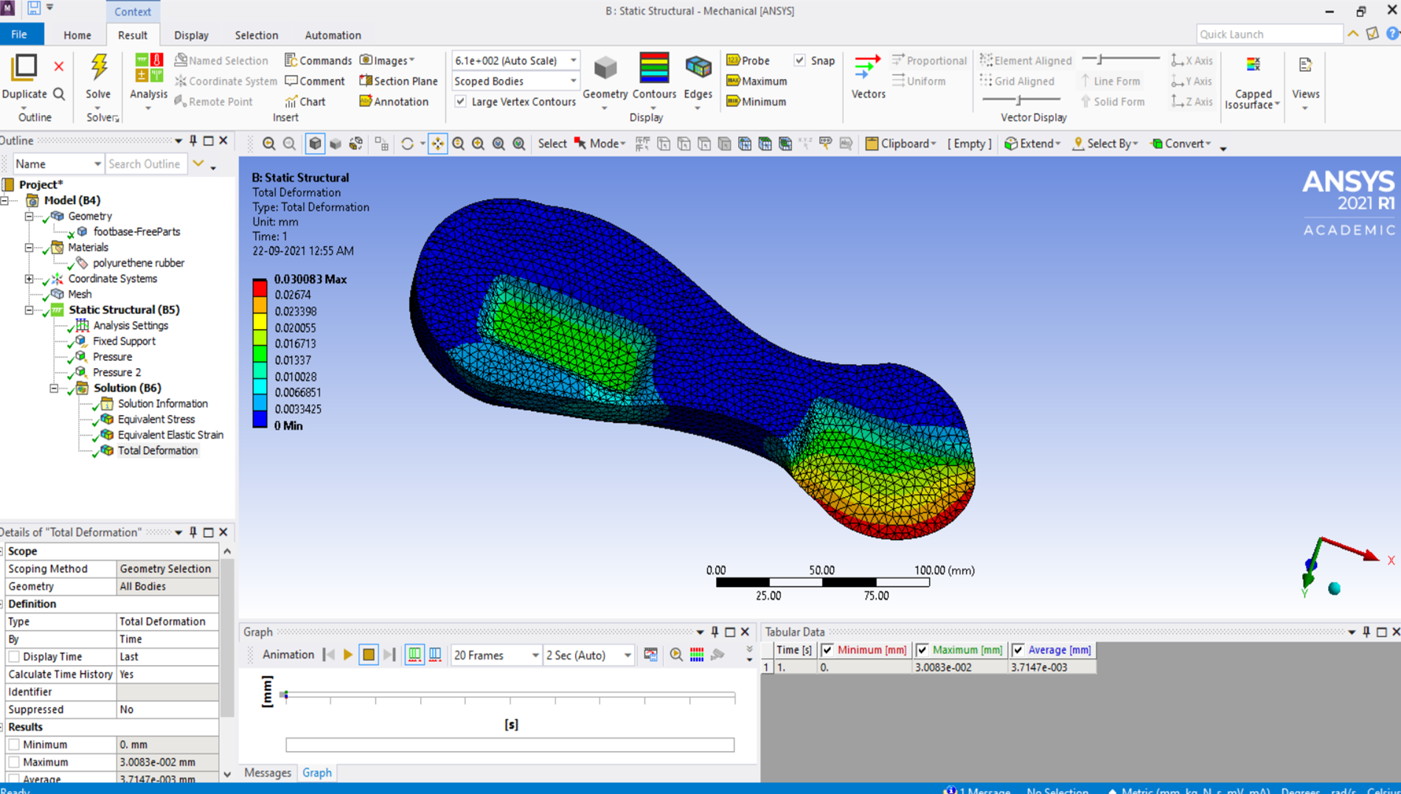 Context
B : Static Structural - Mechanical [ANSYS]
File Home Result Display Selection Automation
Quick Launch
Duplicate
Outline
Solve
Solver
Analysis
Named Selection
Coordinate System
Remote Point
Commands
Comment
Chart
Images
Section Plane
Annotation
Insert
6.1e+002 (Auto Scale)
Scoped Bodies
Large Vertex Contours
Geometry Contours Edges
Probe
Maximum
Minimum
Snap
Display
Vectors
Proportional
Uniform
Element Aligned
Grid Aligned
Line Form
Solid Form
X Axis
Y Axis
Z Axis
Vector Display
Capped
Isosurface
Views
Outline
Name Search Outline
Select Mode Clipboard [ Empty ] Extend Select By Convert
Project*
Model (B4)
Geometry
footbase-FreeParts
Materials
polyurethene rubber
Coordinate Systems
Mesh
Static Structural (B5)
Analysis Settings
Fixed Support
Pressure
Pressure 2
Solution (B6)
Solution Information
Equivalent Stress
Equivalent Elastic Strain
Total Deformation
B: Static Structural
Total Deformation
Type: Total Deformation
Unit: mm
Time: 1
22-09-2021 12:55 AM
0.030083 Max
0.02674
0.023398
0.020055
0.016713
0.01337
0.010028
0.0066851
0.0033425
0 Min
ANSYS
2021 R1
ACADEMIC
0.00 50.00 100.00 (mm)
25.00 75.00
X
Y
Details of "Total Deformation"
Scope
Scoping Method Geometry Selection
Geometry All Bodies
Definition
Type Total Deformation
By Time
Display Time Last
Calculate Time History Yes
Identifier
Suppressed No
Results
Minimum 0. mm
Maximum 3.0083e-002 mm
Average 3.7147e-003 mm
Graph
Animation 20 Frames 2 Sec (Auto)
[mm]
[s]
Messages Graph
Tabular Data
Time [s] Minimum [mm] Maximum [mm] Average [mm]
1 1. 0. 3.0083e-002 3.7147e-003
Ready 1 Message No Selection Metric (mm, kg, N, s, mV, mA) Degrees rad/s Celsius